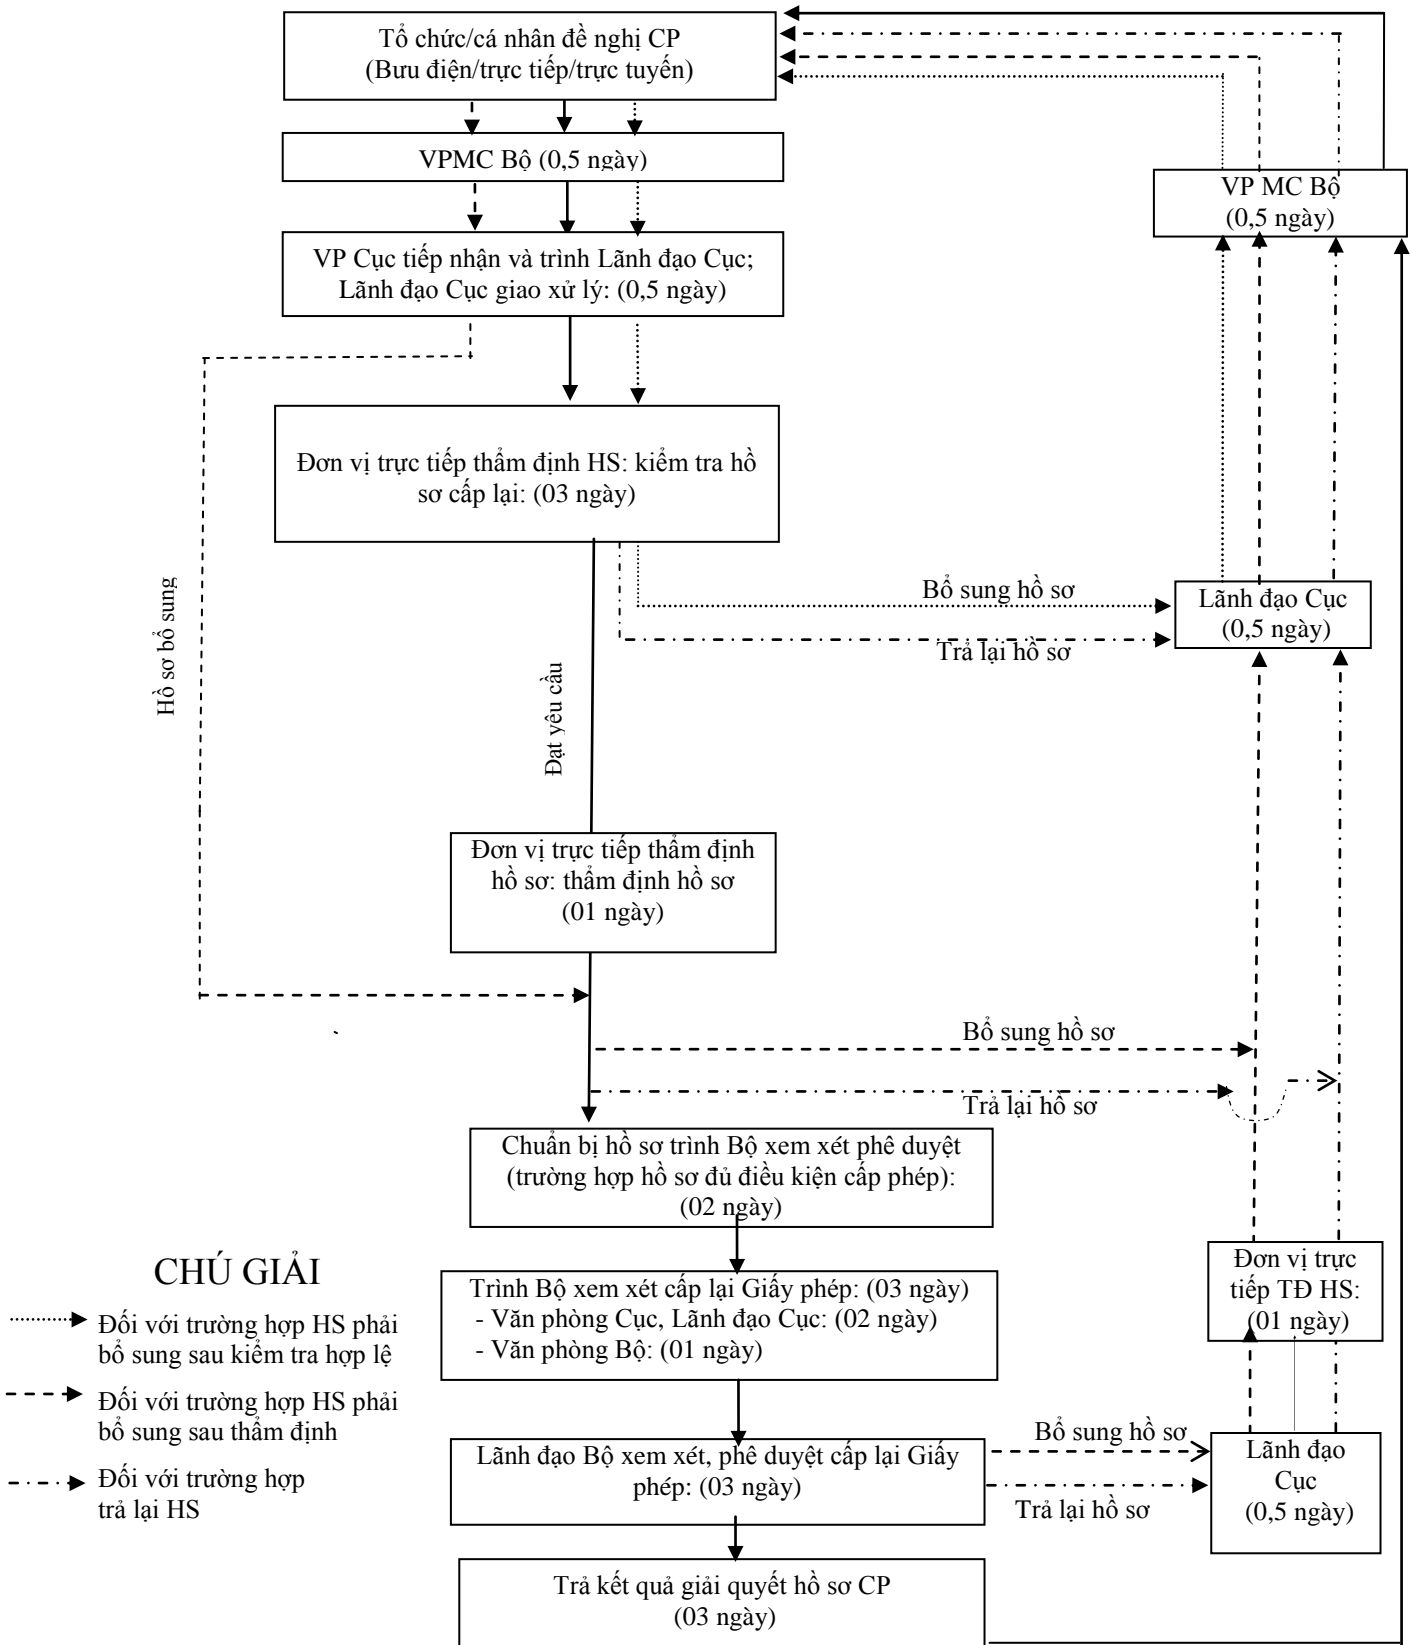 Tổ chức/cá nhân đề nghị CP
(Bưu điện/trực tiếp/trực tuyến)
VPMC Bộ (0,5 ngày)
VP MC Bộ
(0,5 ngày)
VP Cục tiếp nhận và trình Lãnh đạo Cục;
Lãnh đạo Cục giao xử lý: (0,5 ngày)
Đơn vị trực tiếp thẩm định HS: kiểm tra hồ
sơ cấp lại: (03 ngày)
Hồ sơ bổ sung
Bổ sung hồ sơ
Trả lại hồ sơ
Lãnh đạo Cục
(0,5 ngày)
Đạt yêu cầu
Đơn vị trực tiếp thẩm định
hồ sơ: thẩm định hồ sơ
(01 ngày)
Bổ sung hồ sơ
Trả lại hồ sơ
Chuẩn bị hồ sơ trình Bộ xem xét phê duyệt
(trường hợp hồ sơ đủ điều kiện cấp phép):
(02 ngày)
Đơn vị trực
tiếp TĐ HS:
(01 ngày)
Trình Bộ xem xét cấp lại Giấy phép: (03 ngày)
- Văn phòng Cục, Lãnh đạo Cục: (02 ngày)
- Văn phòng Bộ: (01 ngày)
Lãnh đạo Bộ xem xét, phê duyệt cấp lại Giấy
phép: (03 ngày)
Bổ sung hồ sơ
Trả lại hồ sơ
Lãnh đạo
Cục
(0,5 ngày)
Trả kết quả giải quyết hồ sơ CP
(03 ngày)
CHÚ GIẢI
Đối với trường hợp HS phải
bổ sung sau kiểm tra hợp lệ
Đối với trường hợp HS phải
bổ sung sau thẩm định
Đối với trường hợp
trả lại HS